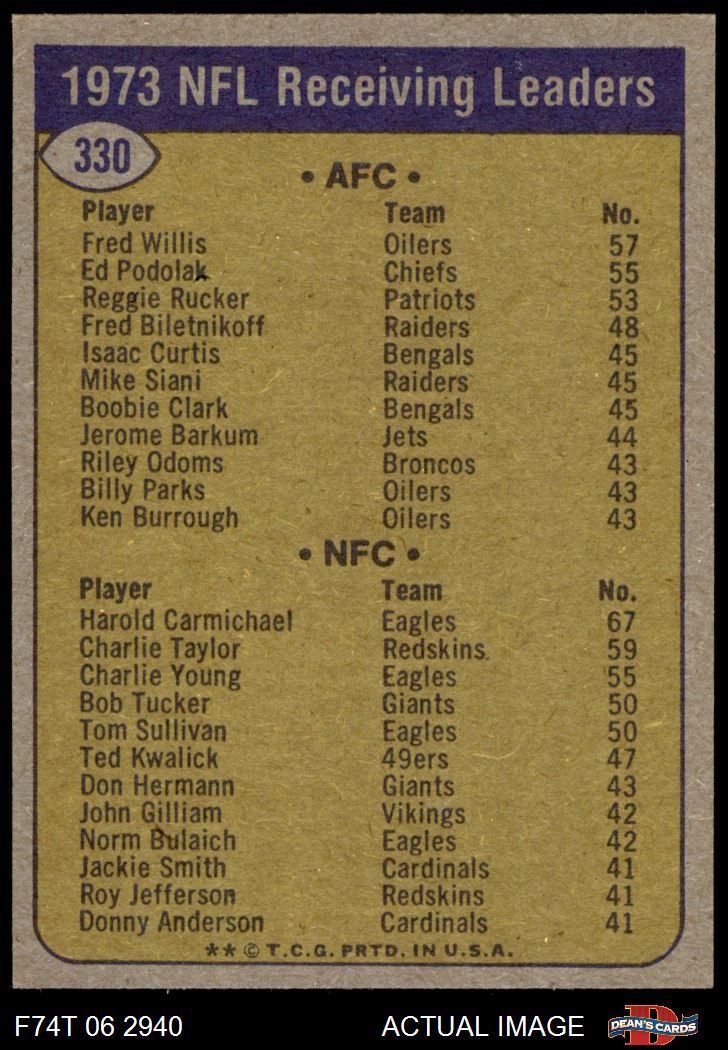 1973 NFL Receiving Leaders
330
• AFC •
Player Team No.
Fred Willis Oilers 57
Ed Podolak Chiefs 55
Reggie Rucker Patriots 53
Fred Biletnikoff Raiders 48
Isaac Curtis Bengals 45
Mike Siani Raiders 45
Boobie Clark Bengals 45
Jerome Barkum Jets 44
Riley Odoms Broncos 43
Billy Parks Oilers 43
Ken Burrough Oilers 43
• NFC •
Player Team No.
Harold Carmichael Eagles 67
Charlie Taylor Redskins 59
Charlie Young Eagles 55
Bob Tucker Giants 50
Tom Sullivan Eagles 50
Ted Kwalick 49ers 47
Don Hermann Giants 43
John Gilliam Vikings 42
Norm Bulaich Eagles 42
Jackie Smith Cardinals 41
Roy Jefferson Redskins 41
Donny Anderson Cardinals 41
** © T.C.G. PRTD. IN U.S.A.
F74T 06 2940 ACTUAL IMAGE D DEAN'S CARDS